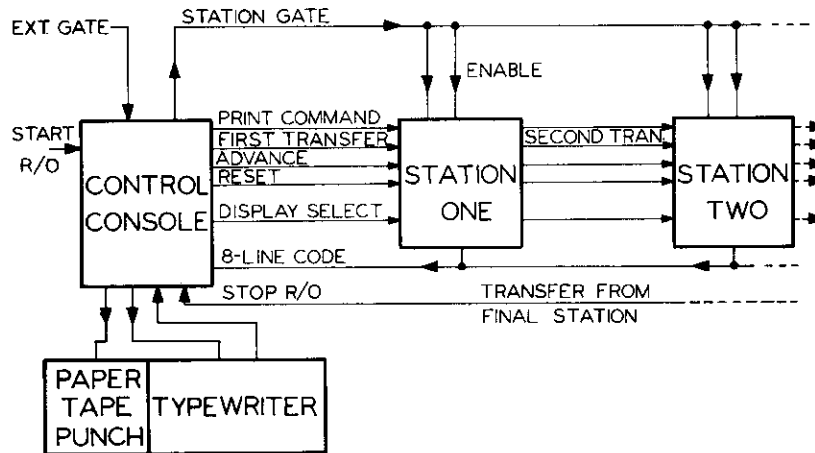 STATION GATE
EXT. GATE
ENABLE
START
R/O
PRINT COMMAND
FIRST TRANSFER
ADVANCE
RESET
DISPLAY SELECT
8-LINE CODE
STOP R/O
CONTROL
CONSOLE
STATION
ONE
SECOND TRAN.
STATION
TWO
TRANSFER FROM
FINAL STATION
PAPER
TAPE
PUNCH
TYPEWRITER